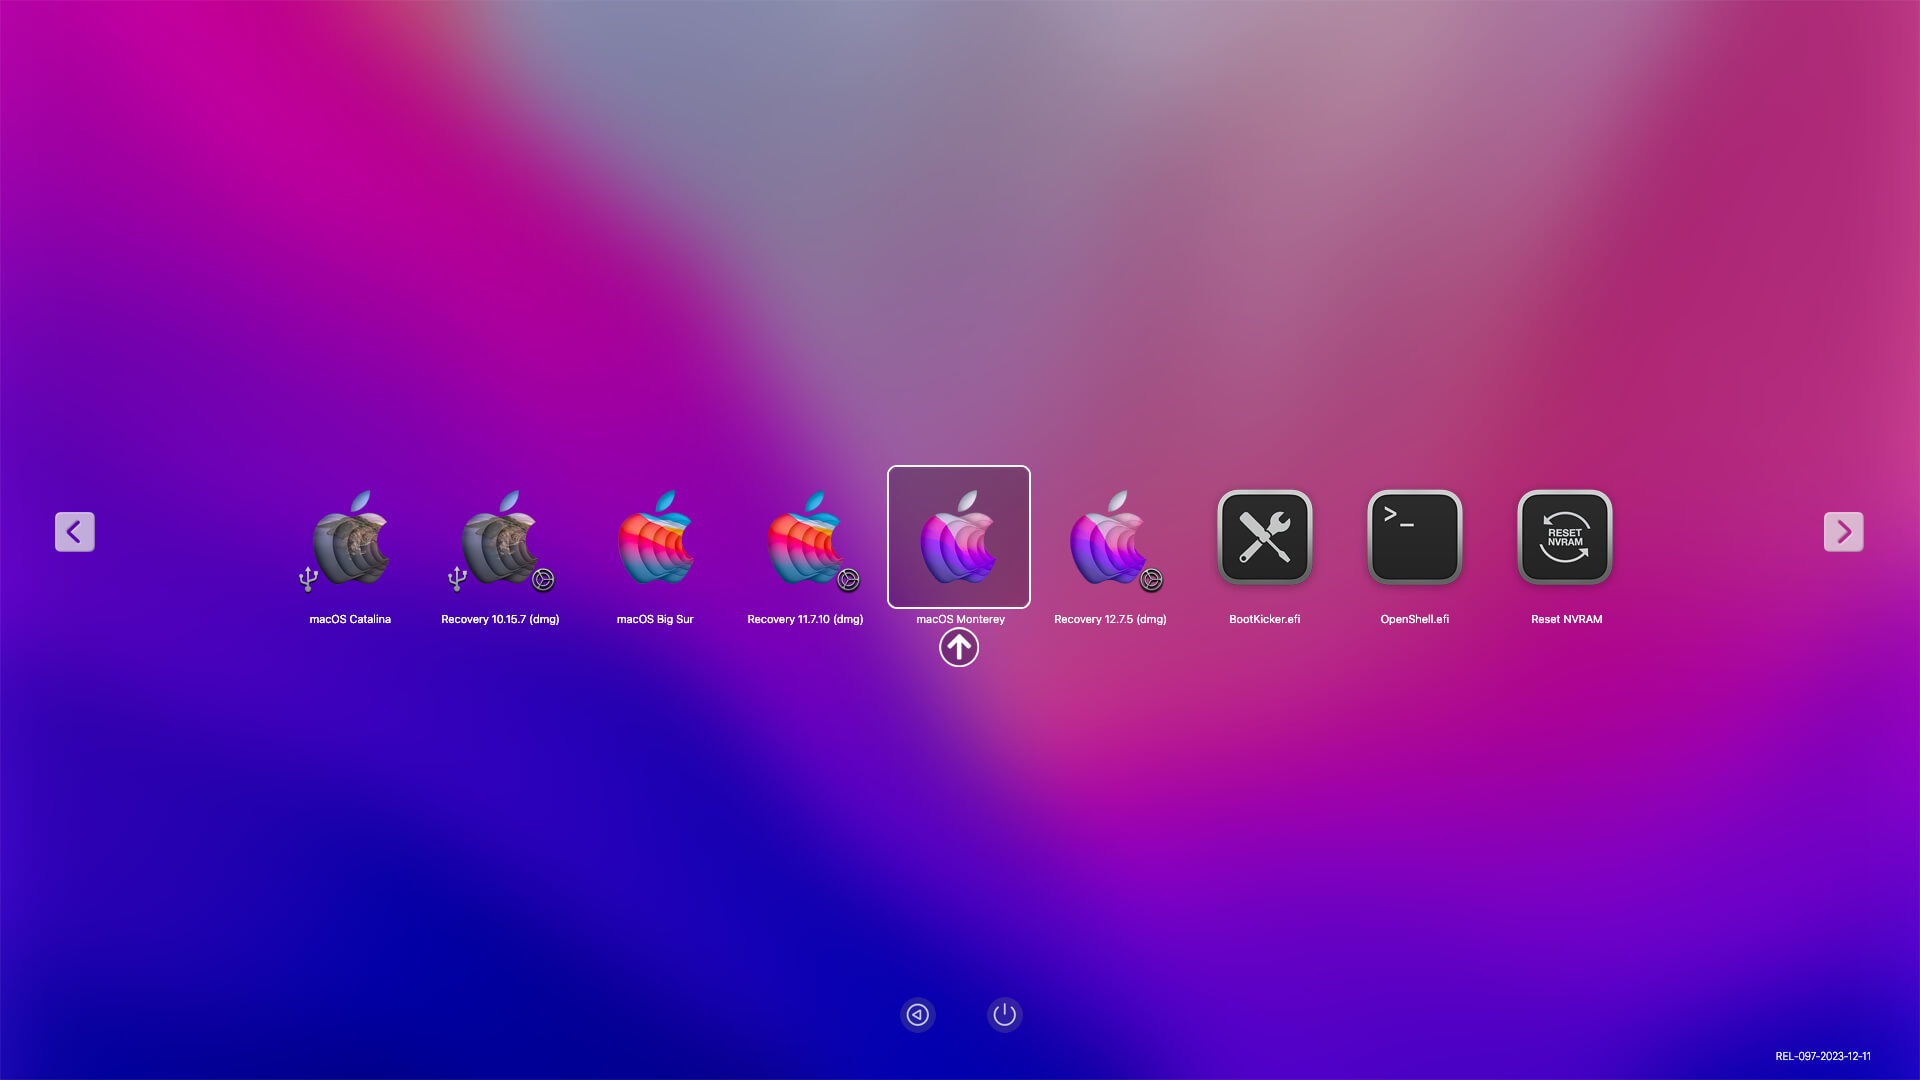 >_
RESET
NVRAM
macOS Catalina
Recovery 10.15.7 (dmg)
macOS Big Sur
Recovery 11.7.10 (dmg)
macOS Monterey
Recovery 12.7.5 (dmg)
BootKicker.efi
OpenShell.efi
Reset NVRAM
REL-097-2023-12-11